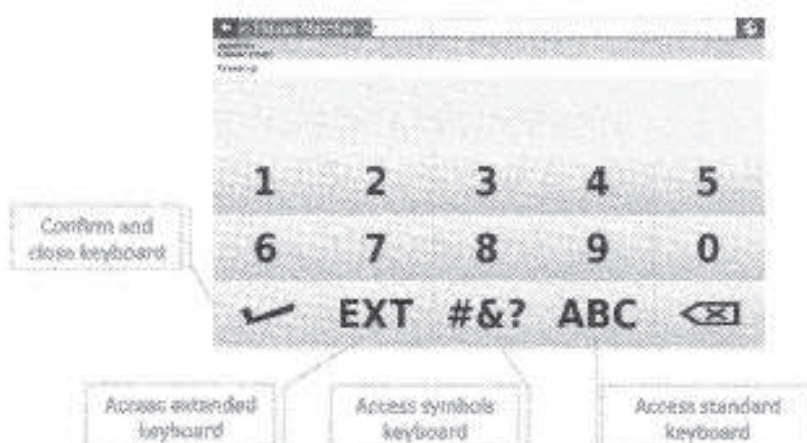 1 2 3 4 5
Confirm and
close keyboard
6 7 8 9 0
EXT #&? ABC
Access extended
keyboard
Access symbols
keyboard
Access standard
keyboard